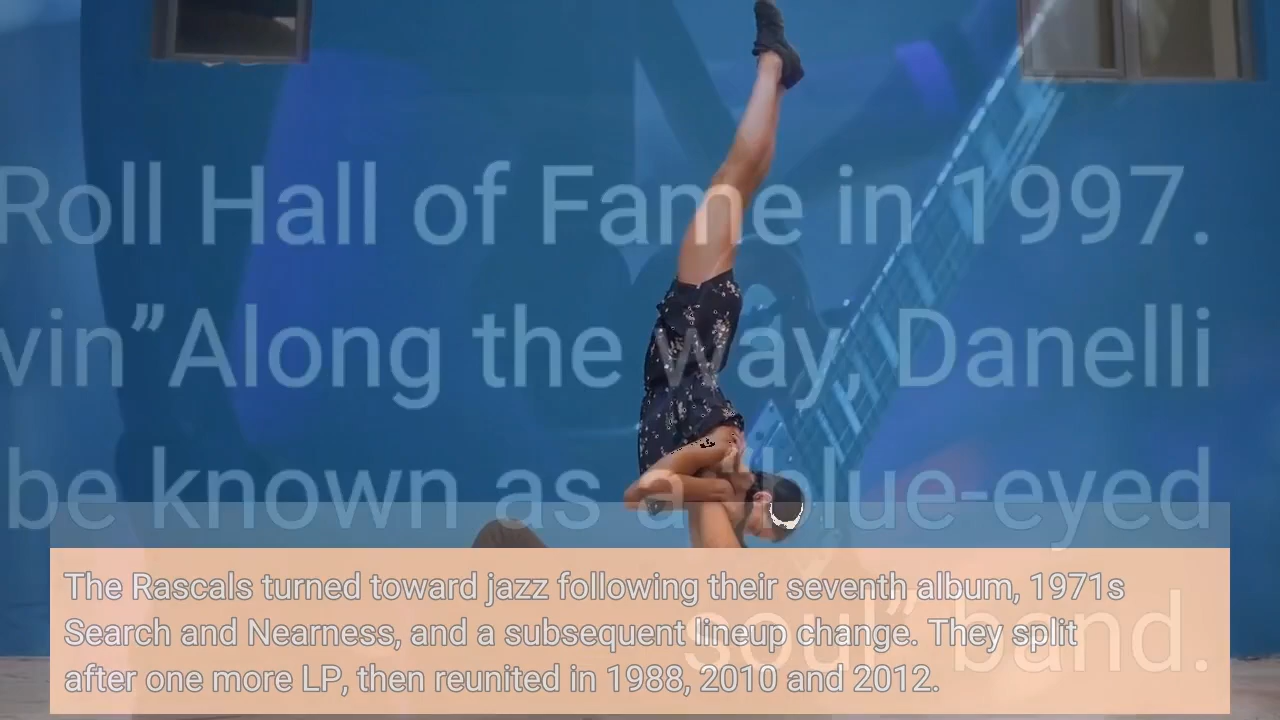 Roll Hall of Fame in 1997.
vin”Along the way, Danelli
be known as a “blue-eyed
soul” band.
The Rascals turned toward jazz following their seventh album, 1971s
Search and Nearness, and a subsequent lineup change. They split
after one more LP, then reunited in 1988, 2010 and 2012.